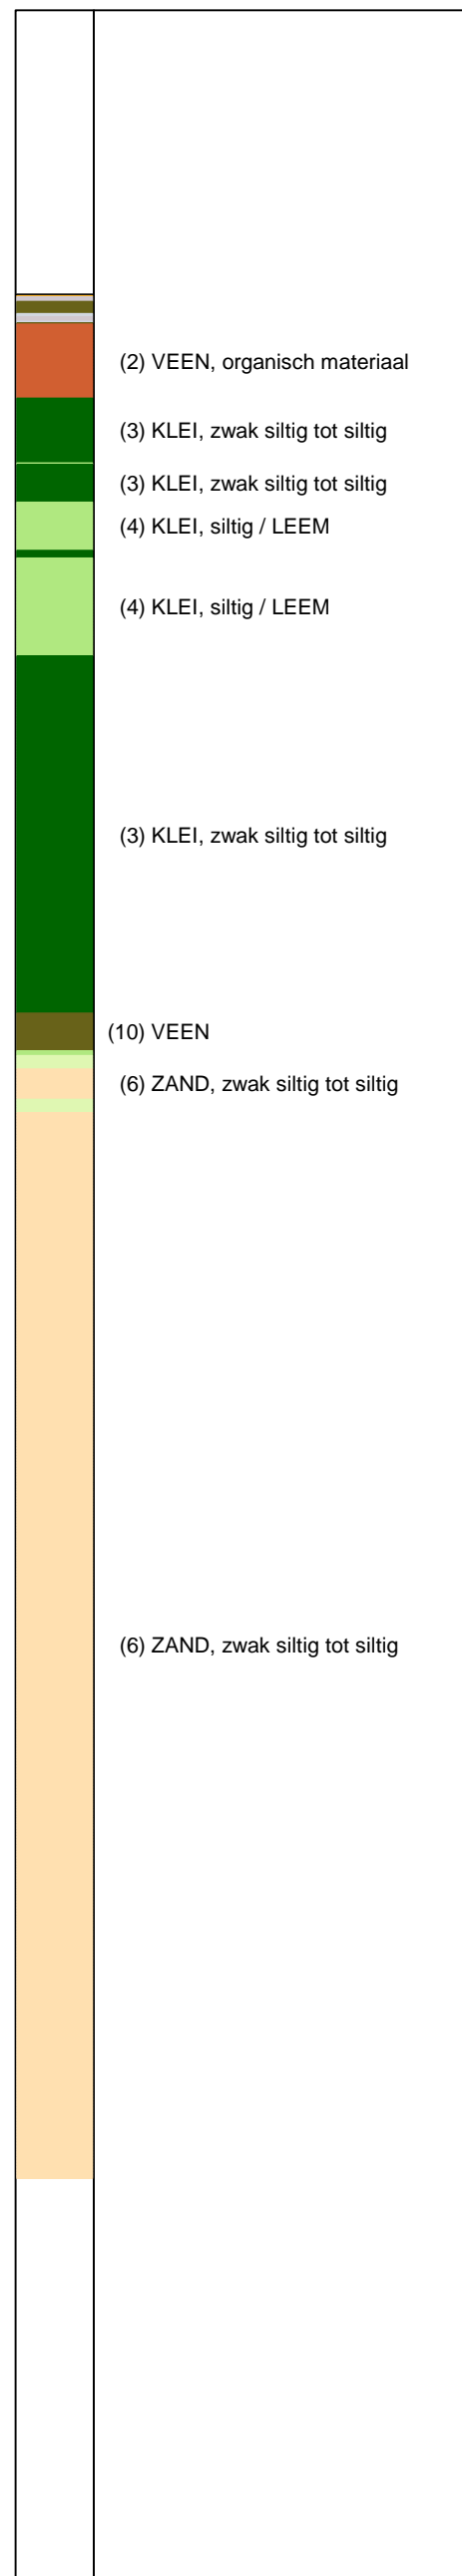 (2) VEEN, organisch materiaal
(3) KLEI, zwak siltig tot siltig
(3) KLEI, zwak siltig tot siltig
(4) KLEI, siltig / LEEM
(4) KLEI, siltig / LEEM
(3) KLEI, zwak siltig tot siltig
(10) VEEN
(6) ZAND, zwak siltig tot siltig
(6) ZAND, zwak siltig tot siltig